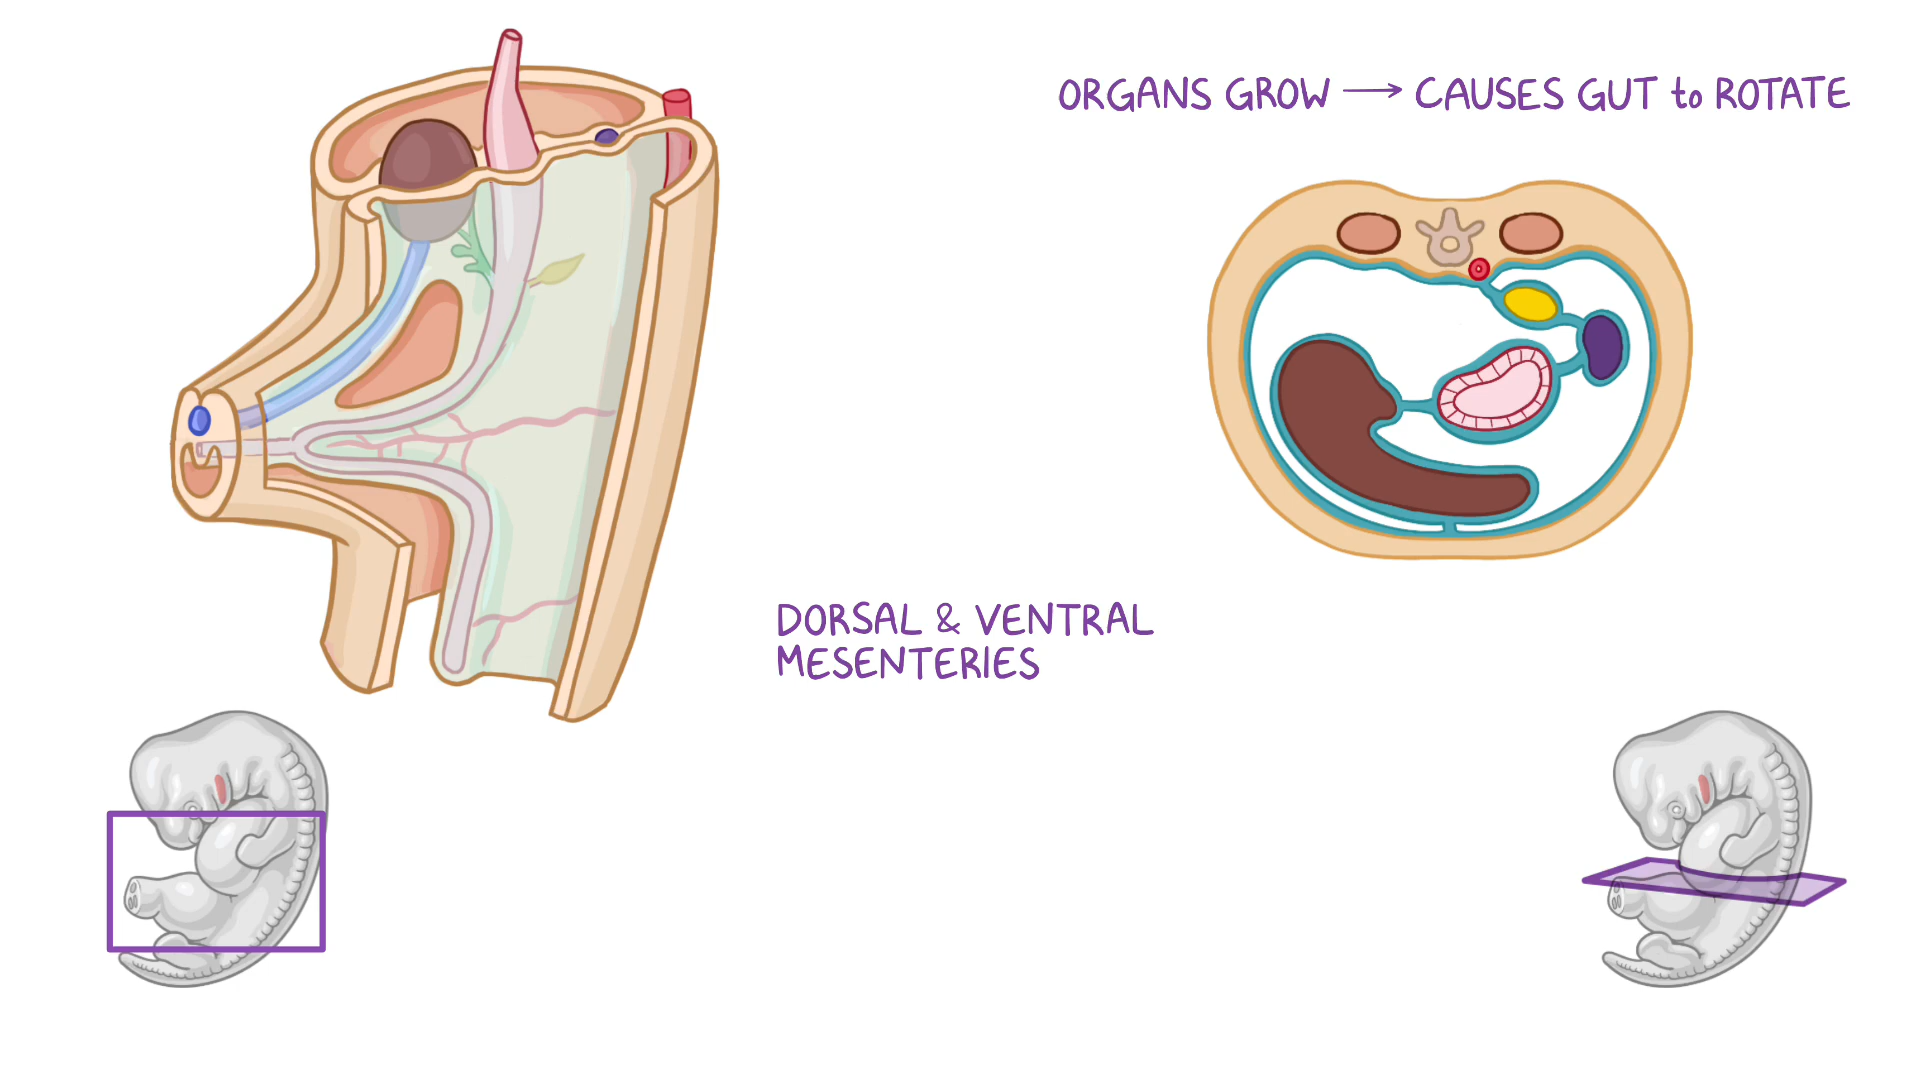 ORGANS GROW → CAUSES GUT to ROTATE
DORSAL & VENTRAL
MESENTERIES